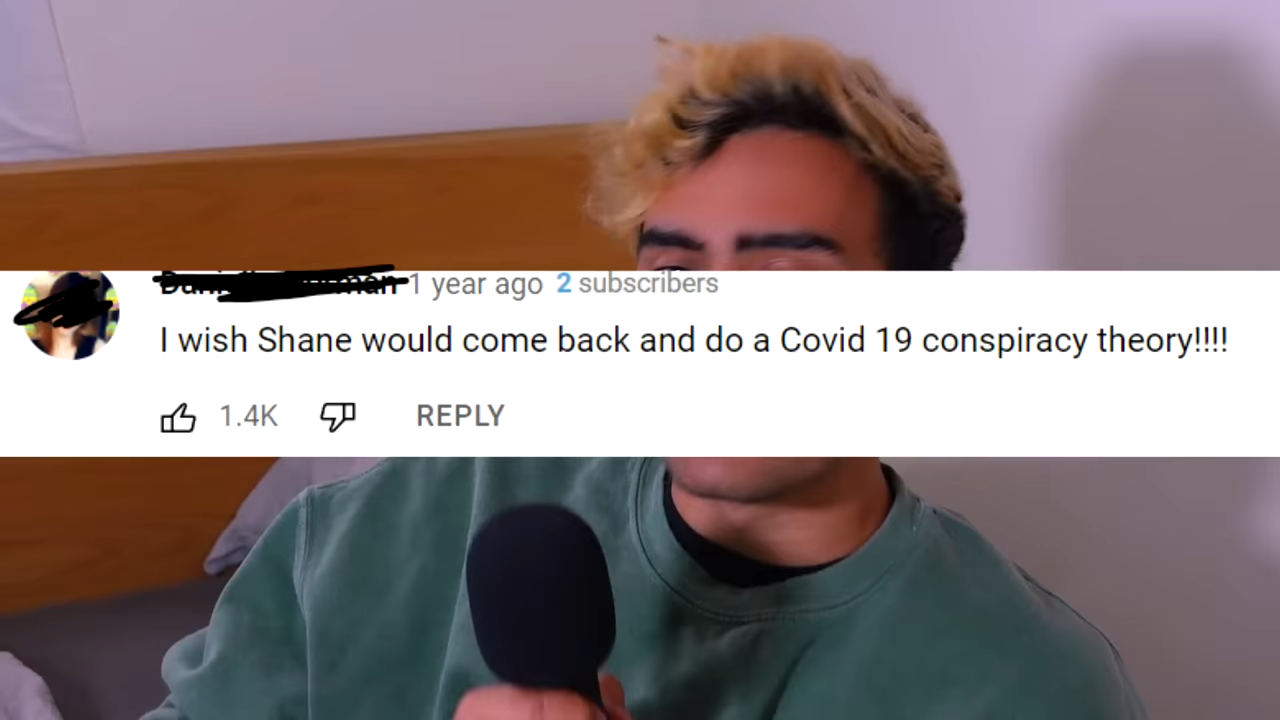 1 year ago 2 subscribers
I wish Shane would come back and do a Covid 19 conspiracy theory!!!!
1.4K REPLY